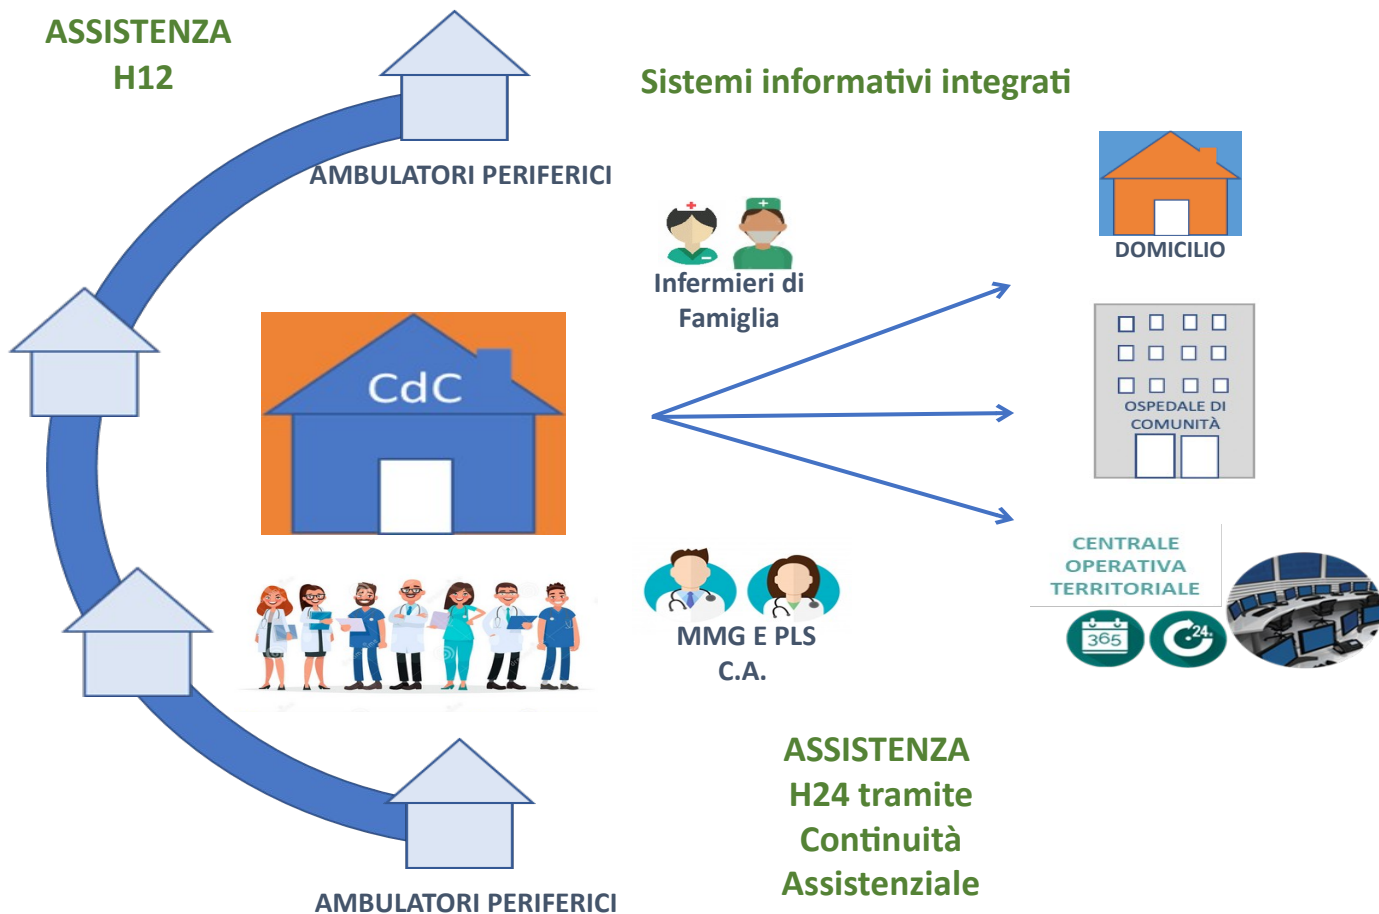 ASSISTENZA
H12
Sistemi informativi integrati
AMBULATORI PERIFERICI
Infermieri di
Famiglia
DOMICILIO
CdC
OSPEDALE DI
COMUNITÀ
CENTRALE
OPERATIVA
TERRITORIALE
365
24
MMG E PLS
C.A.
ASSISTENZA
H24 tramite
Continuità
Assistenziale
AMBULATORI PERIFERICI